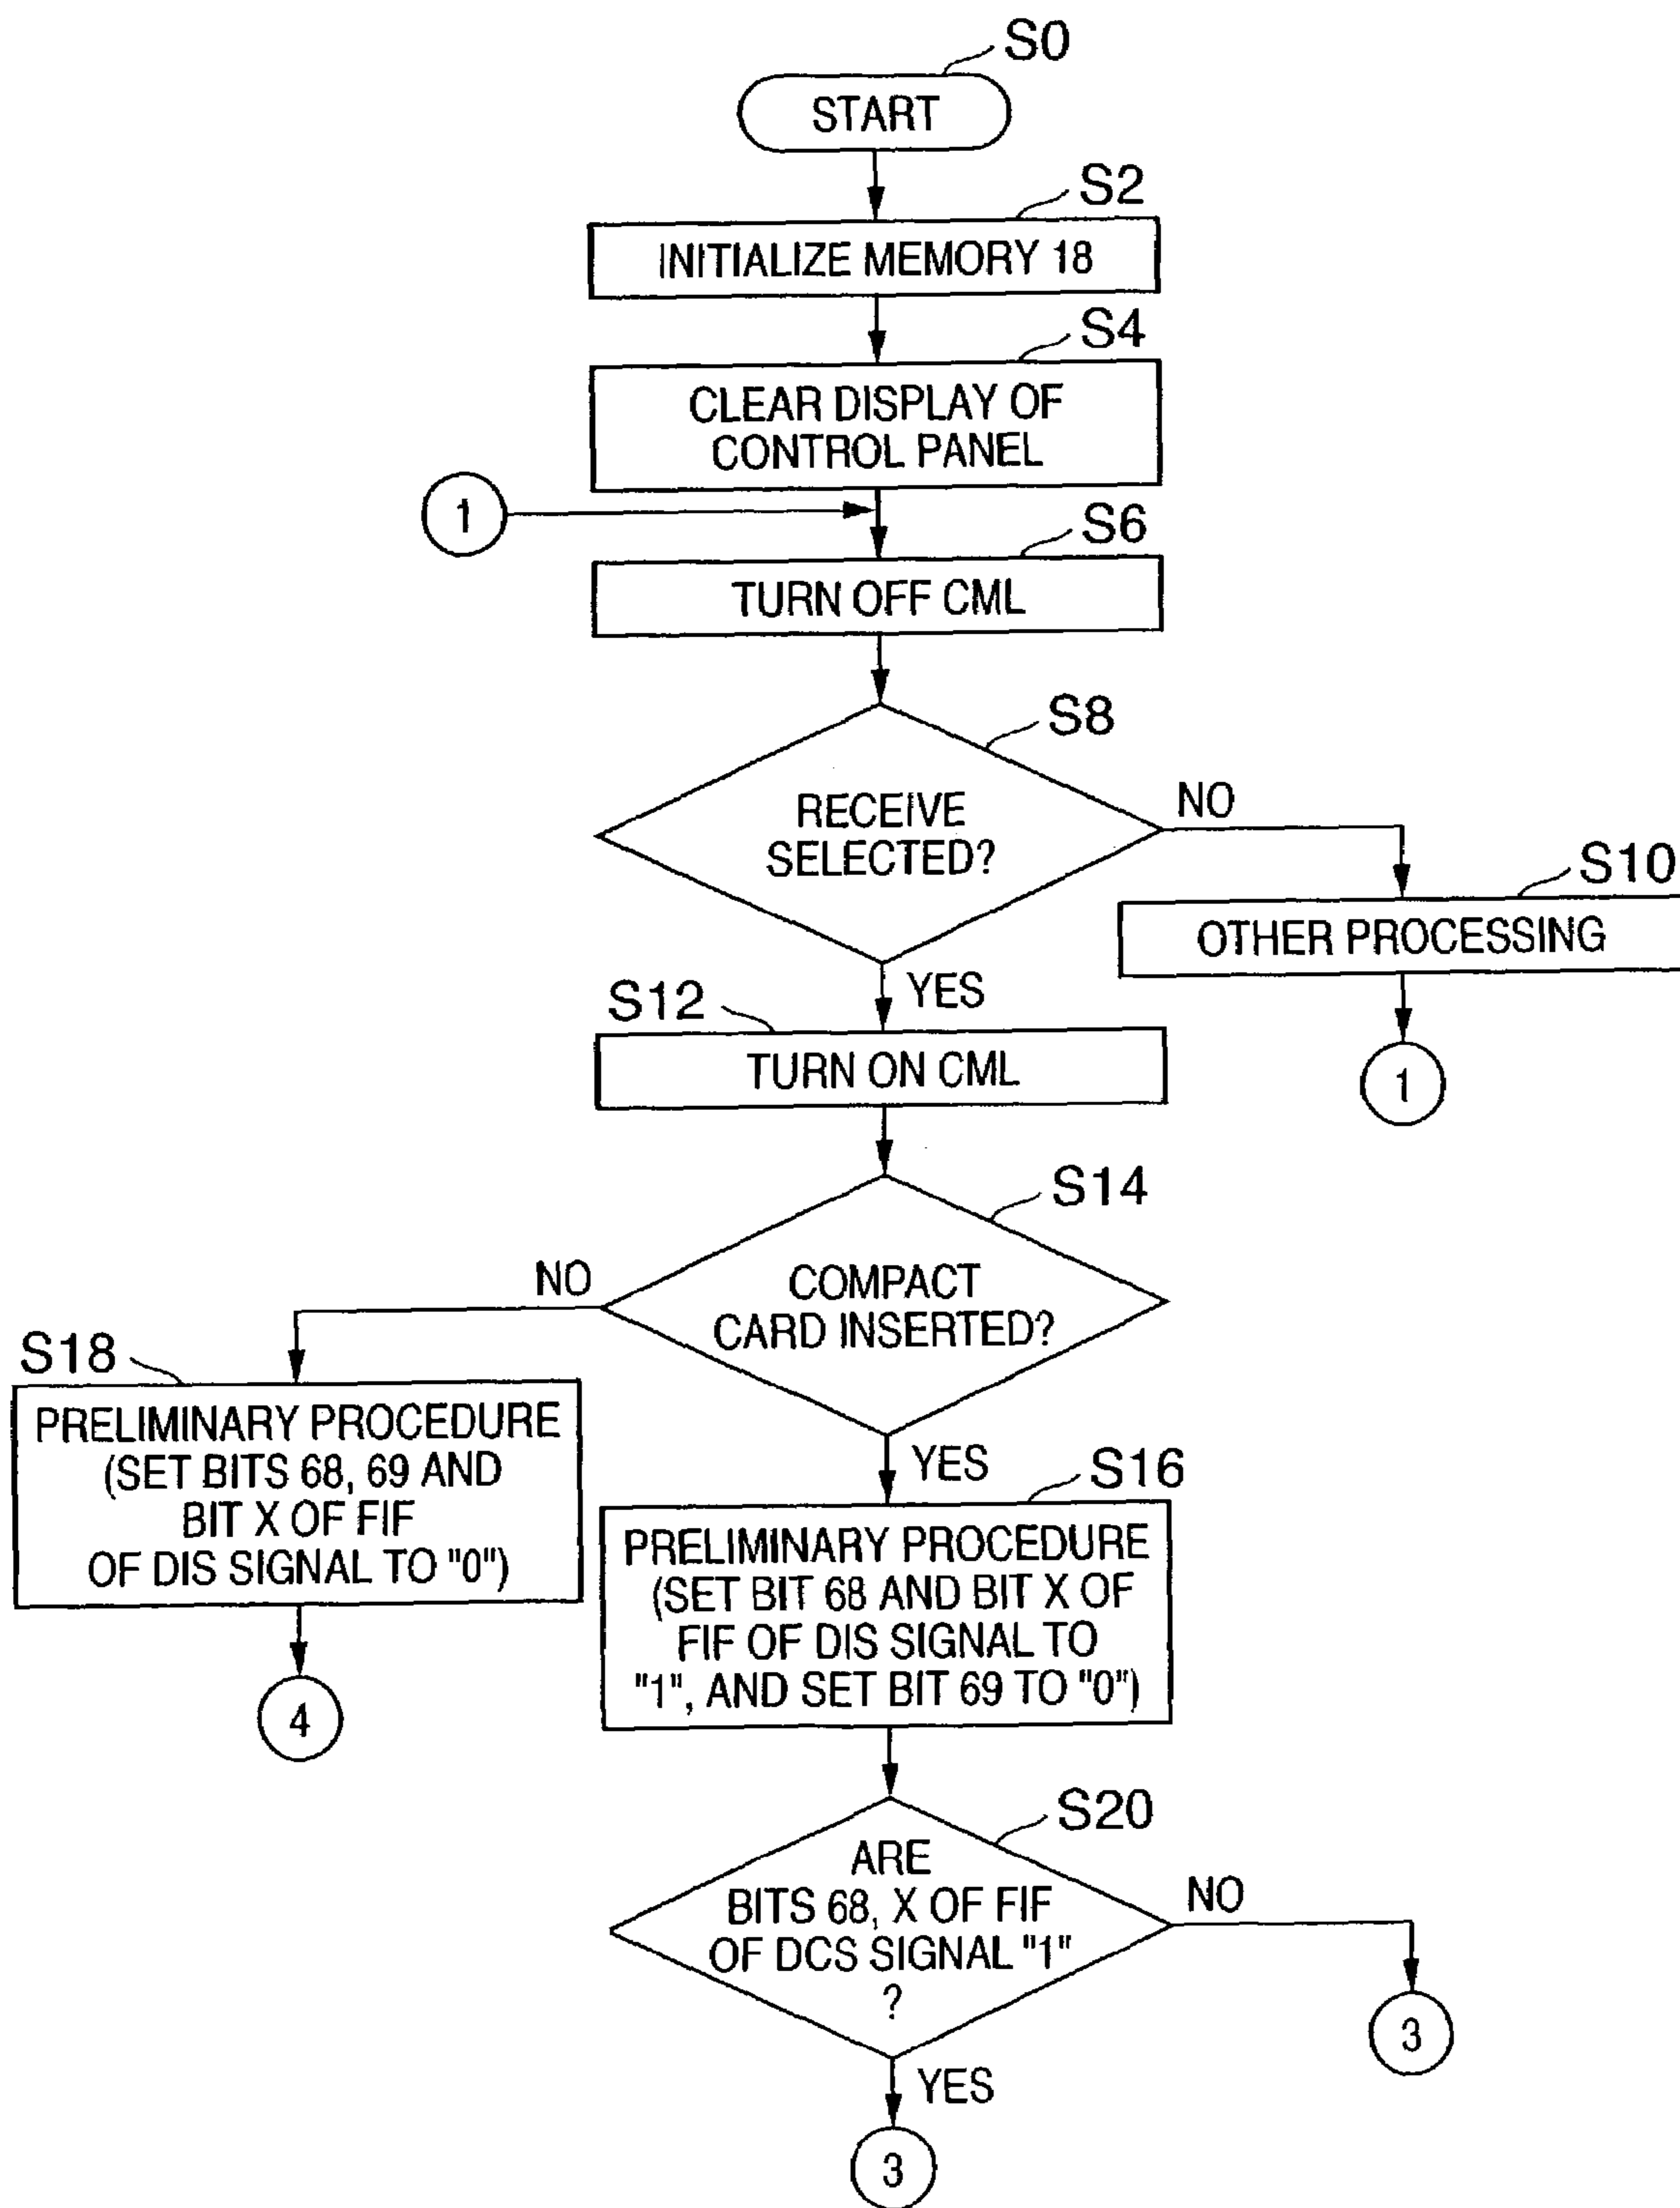 S0
START
S2
INITIALIZE MEMORY 18
S4
CLEAR DISPLAY OF
CONTROL PANEL
1
S6
TURN OFF CML
S8
RECEIVE
SELECTED?
NO
S10
OTHER PROCESSING
1
YES
S12
TURN ON CML
S14
COMPACT
CARD INSERTED?
NO
S18
PRELIMINARY PROCEDURE
(SET BITS 68, 69 AND
BIT X OF FIF
OF DIS SIGNAL TO "0")
4
YES
S16
PRELIMINARY PROCEDURE
(SET BIT 68 AND BIT X OF
FIF OF DIS SIGNAL TO
"1", AND SET BIT 69 TO "0")
S20
ARE
BITS 68, X OF FIF
OF DCS SIGNAL "1"
?
NO
3
YES
3